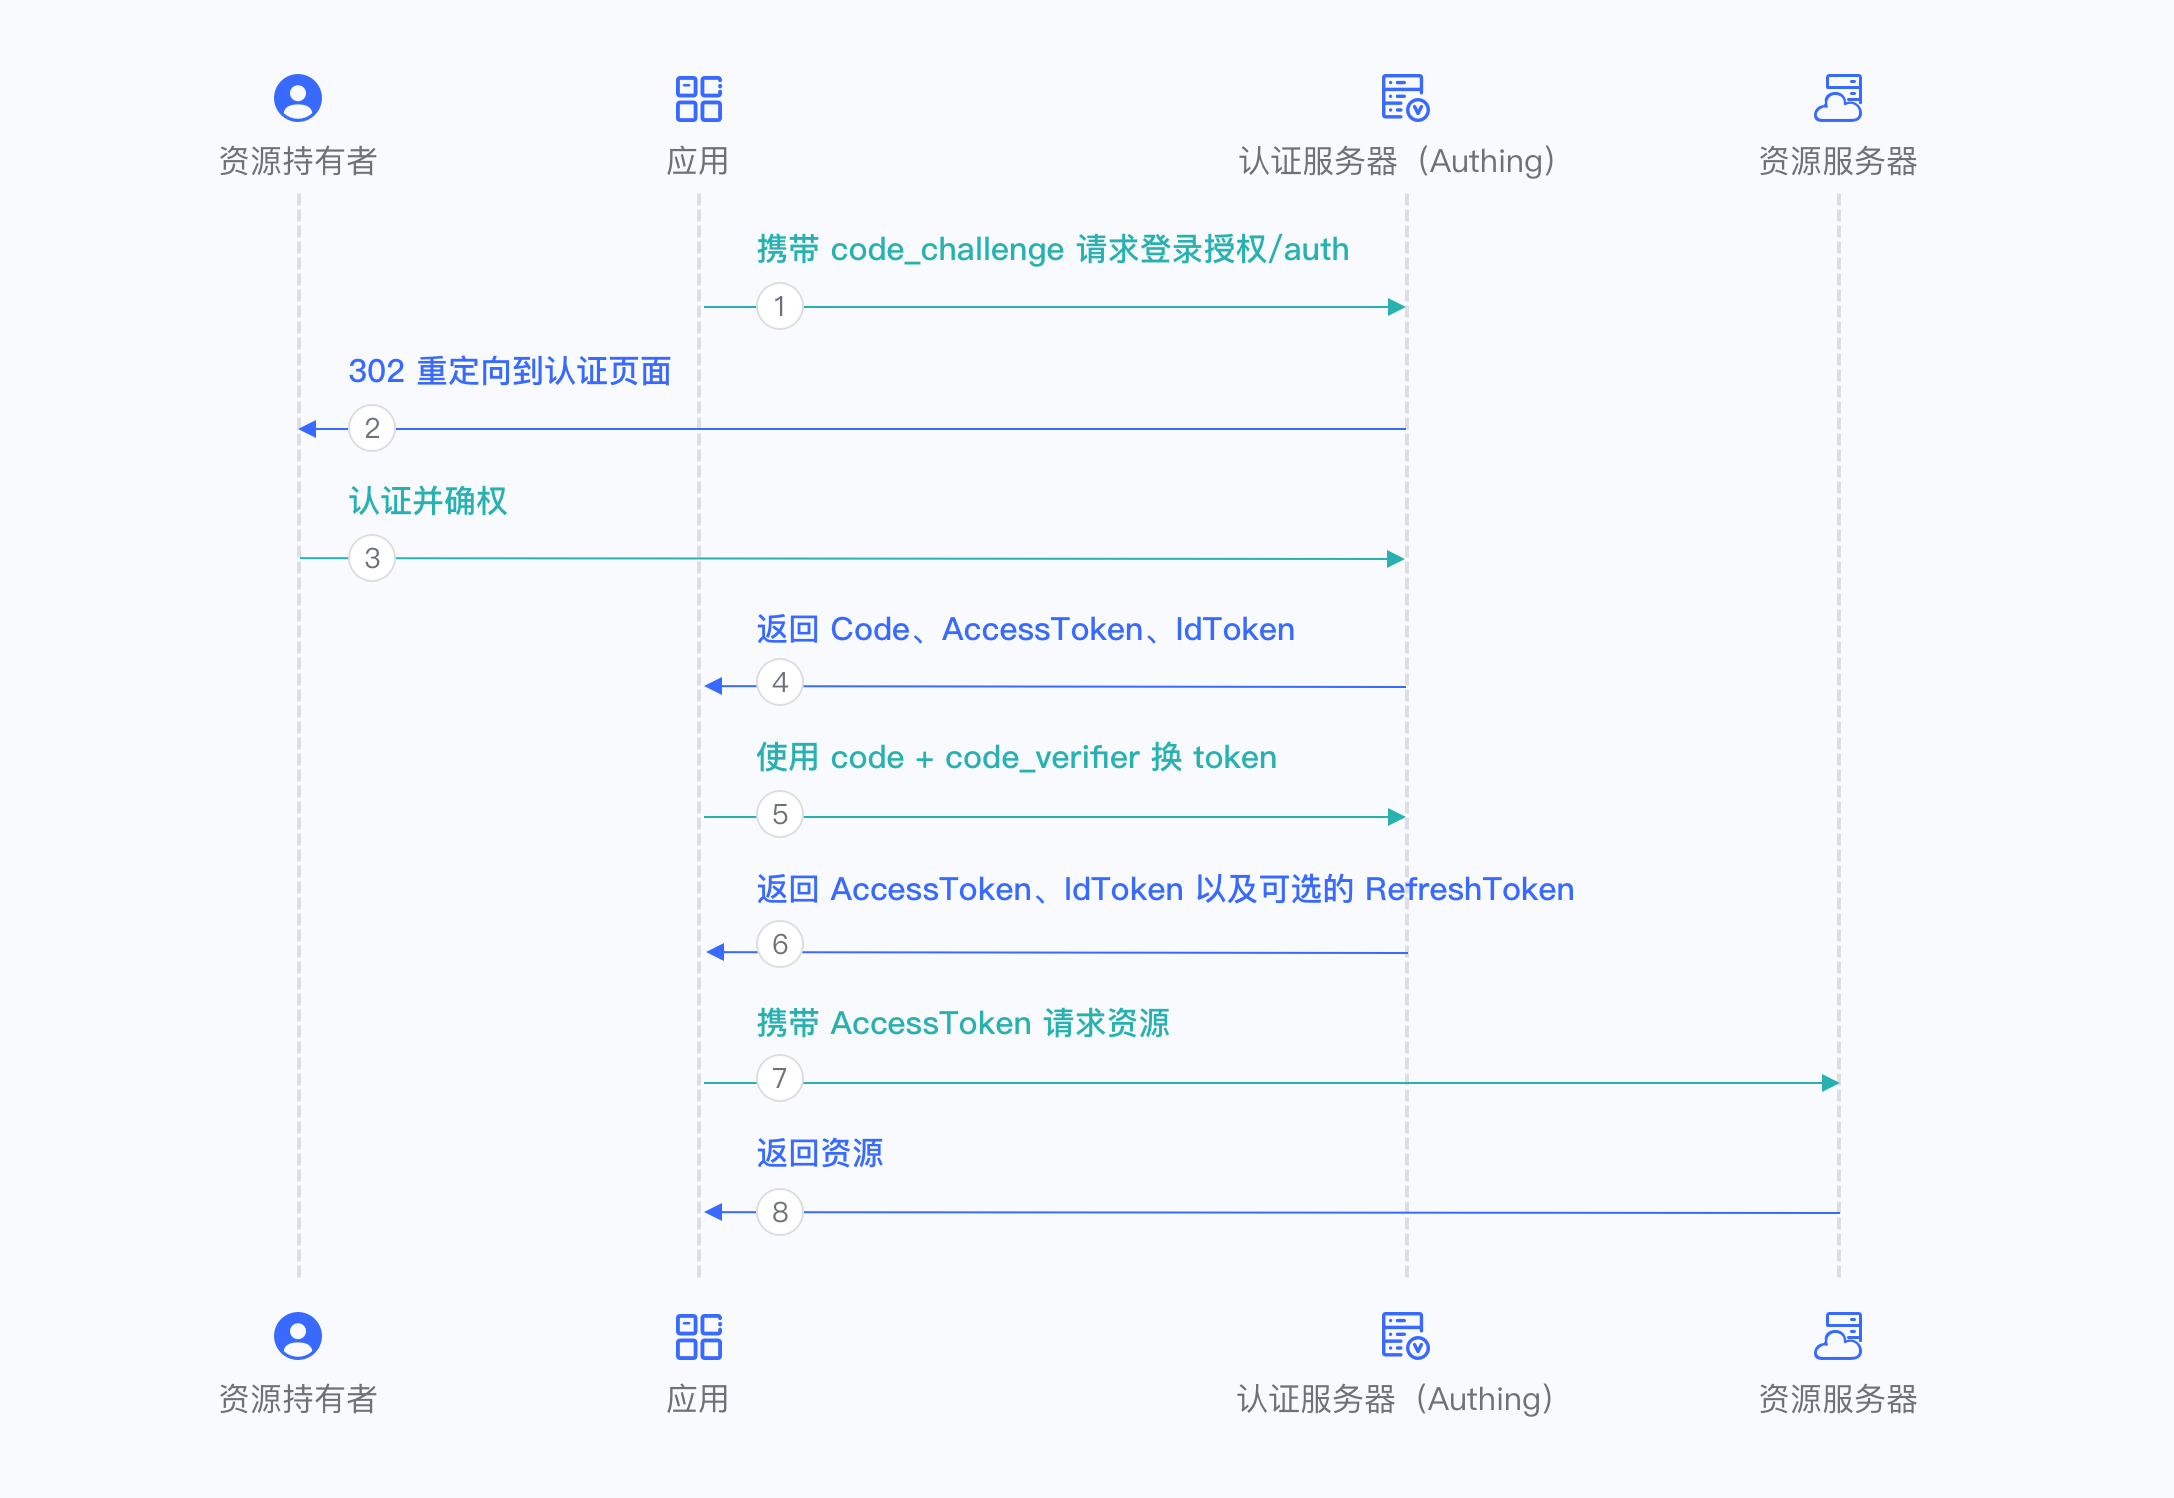 资源持有者
应用
认证服务器（Authing）
资源服务器
携带 code_challenge 请求登录授权/auth
1
302 重定向到认证页面
2
认证并确权
3
返回 Code、AccessToken、IdToken
4
使用 code + code_verifier 换 token
5
返回 AccessToken、IdToken 以及可选的 RefreshToken
6
携带 AccessToken 请求资源
7
返回资源
8
资源持有者
应用
认证服务器（Authing）
资源服务器